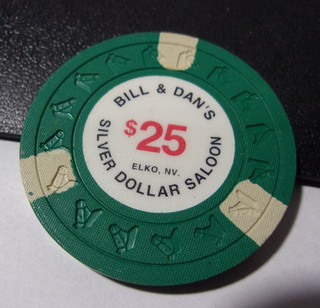 BILL & DAN'S
$25
ELKO, NV.
SILVER DOLLAR SALOON